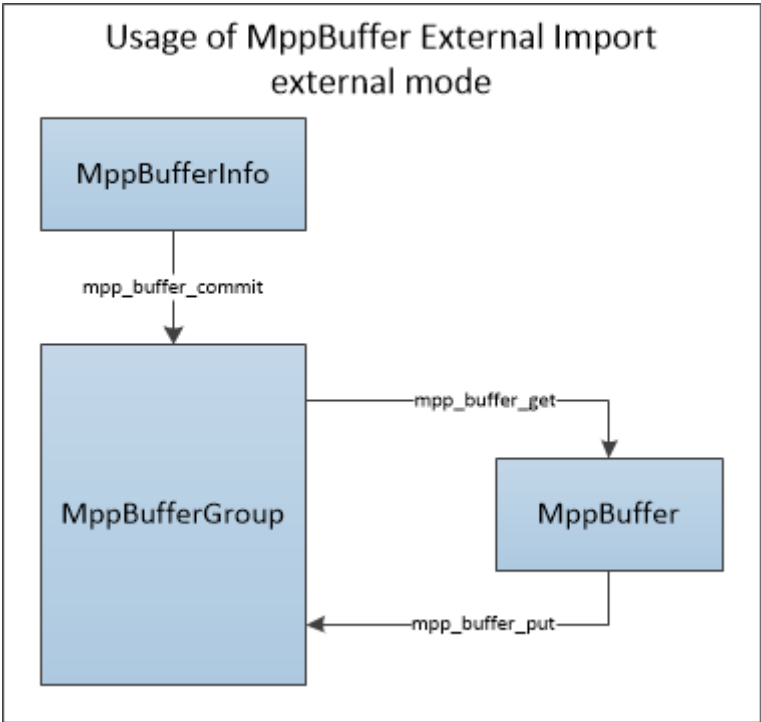 Usage of MppBuffer External Import
external mode
MppBufferInfo
mpp_buffer_commit
mpp_buffer_get
MppBufferGroup
MppBuffer
mpp_buffer_put